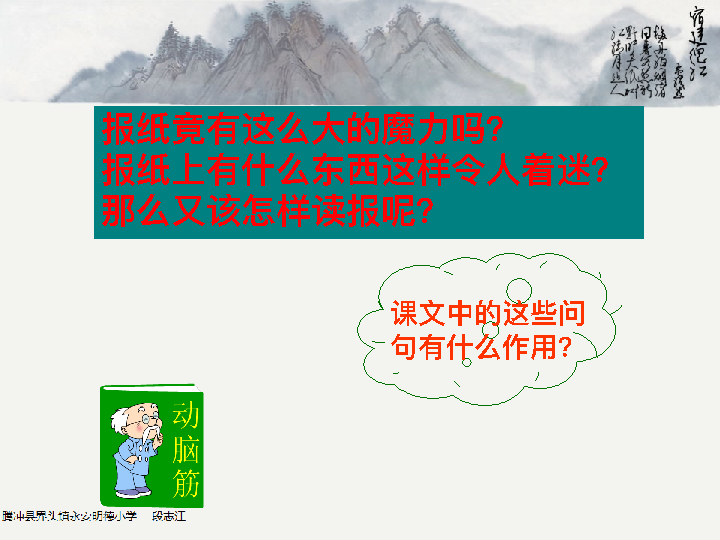 宿建德江
报纸竟有这么大的魔力吗?
报纸上有什么东西这样令人着迷?
那么又该怎样读报呢?
课文中的这些问
句有什么作用?
动
脑
筋
腾冲县界头镇永安明德小学 段志江